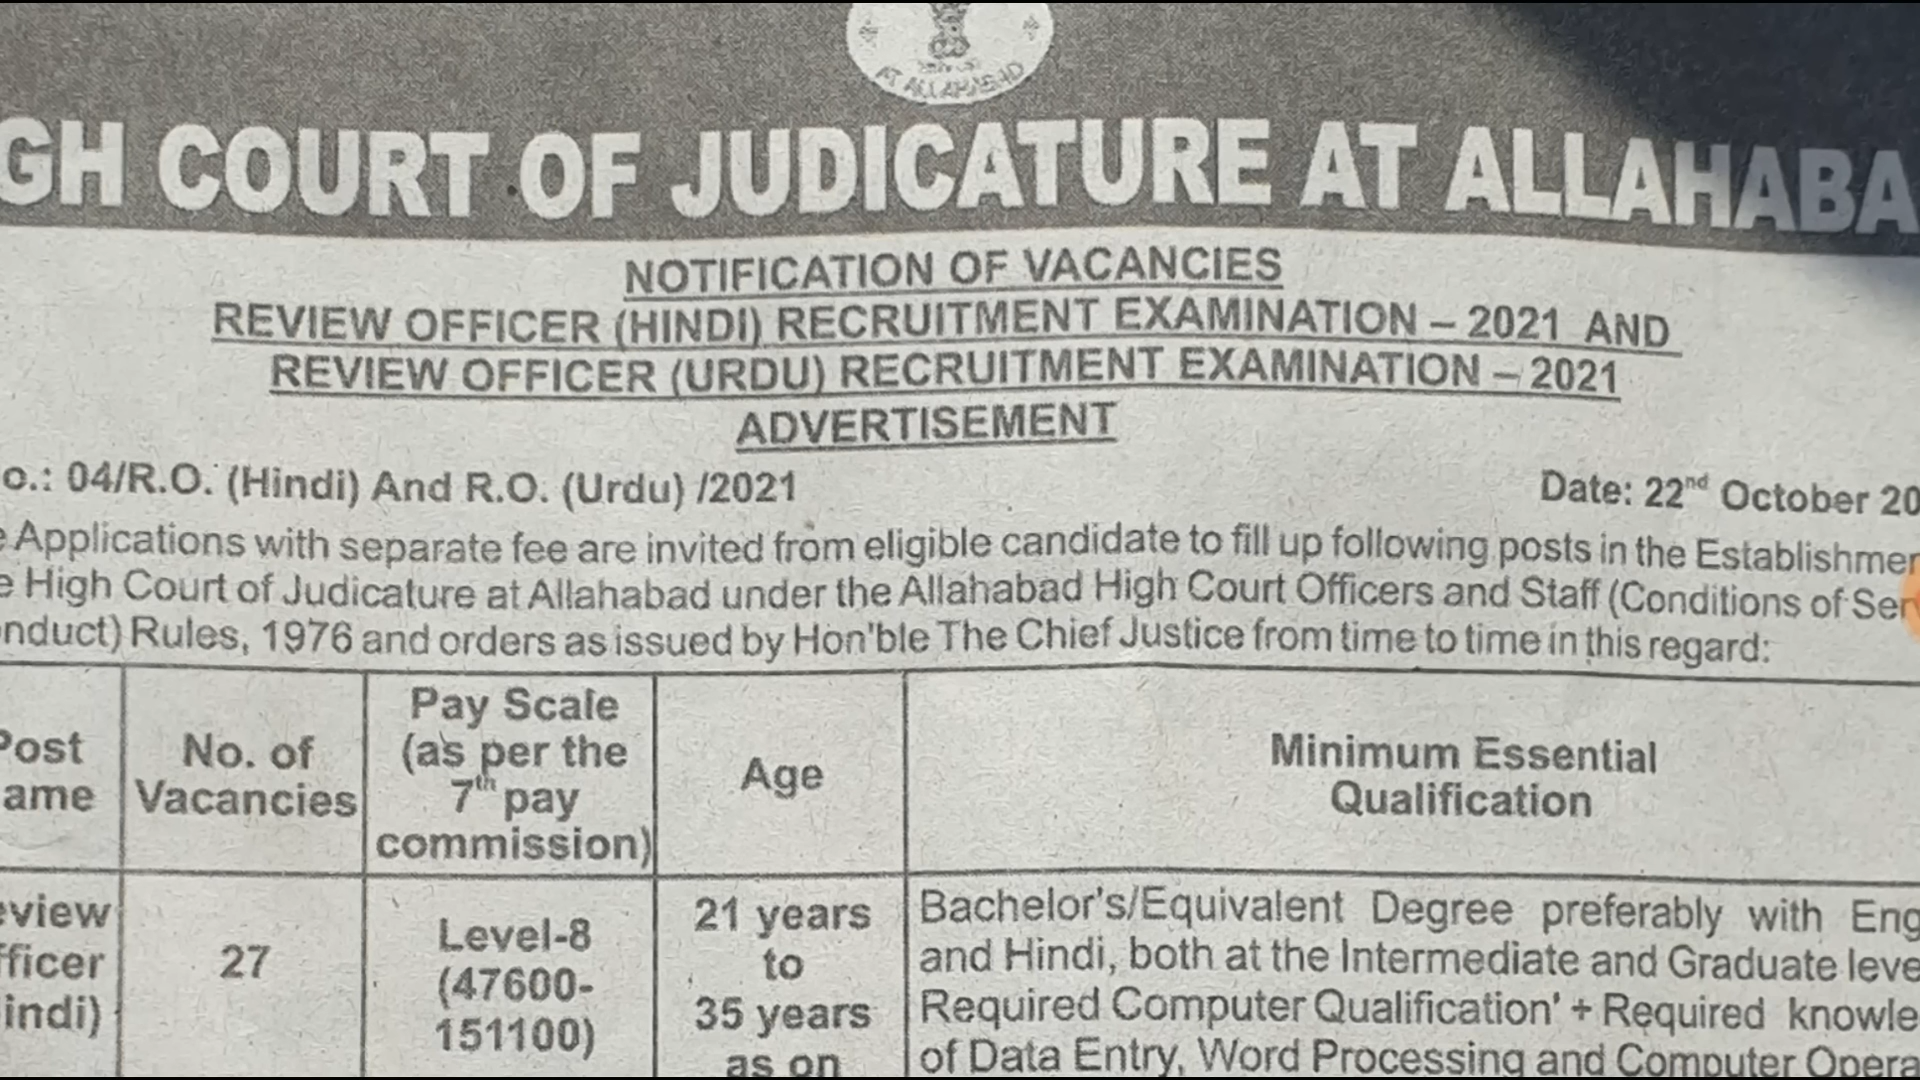 AT ALLAHABAD
GH COURT OF JUDICATURE AT ALLAHABA
NOTIFICATION OF VACANCIES
REVIEW OFFICER (HINDI) RECRUITMENT EXAMINATION – 2021 AND
REVIEW OFFICER (URDU) RECRUITMENT EXAMINATION – 2021
ADVERTISEMENT
o.: 04/R.O. (Hindi) And R.O. (Urdu) /2021 Date: 22nd October 20
e Applications with separate fee are invited from eligible candidate to fill up following posts in the Establishmer
e High Court of Judicature at Allahabad under the Allahabad High Court Officers and Staff (Conditions of Ser
nduct) Rules, 1976 and orders as issued by Hon'ble The Chief Justice from time to time in this regard:
Post
ame
No. of
Vacancies
Pay Scale
(as per the
7th pay
commission)
Age
Minimum Essential
Qualification
eview
fficer
indi)
27
Level-8
(47600-
151100)
21 years
to
35 years
as on
Bachelor's/Equivalent Degree preferably with Eng
and Hindi, both at the Intermediate and Graduate leve
Required Computer Qualification' + Required knowle
of Data Entry, Word Processing and Computer Opera